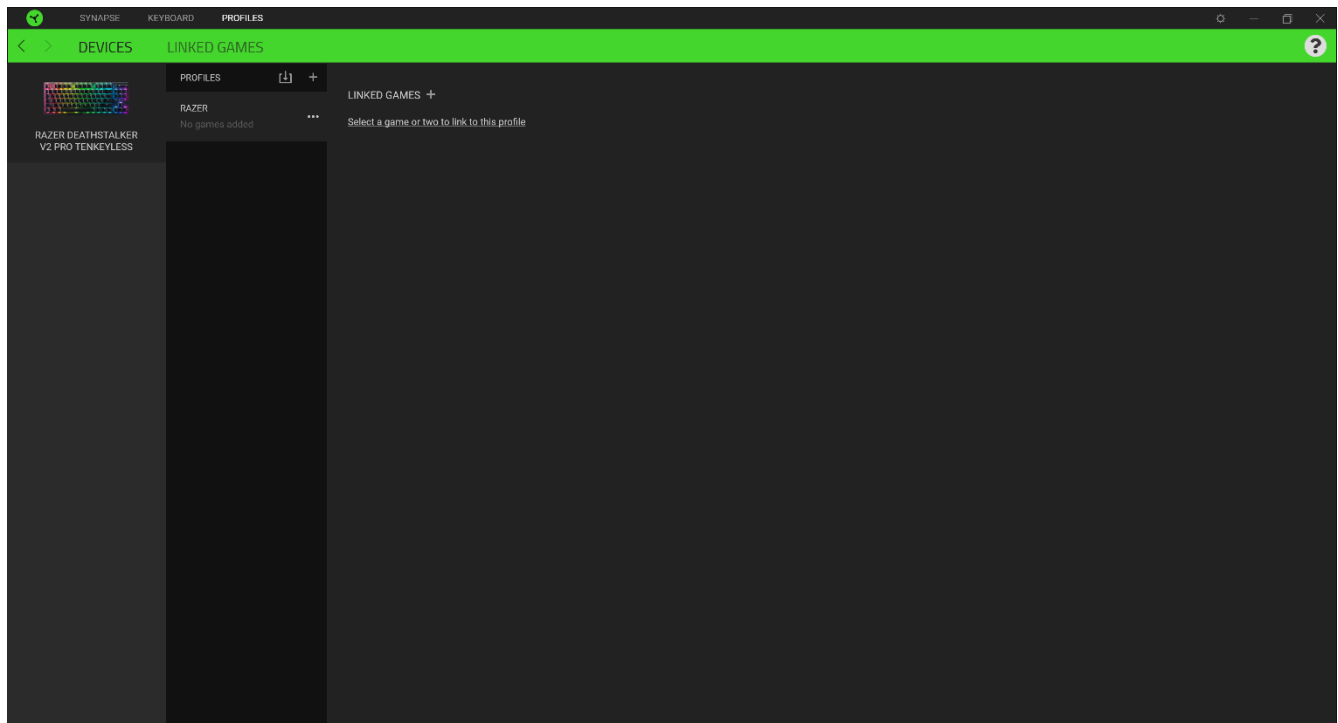 SYNAPSE KEYBOARD PROFILES
DEVICES LINKED GAMES
?
RAZER DEATHSTALKER
V2 PRO TENKEYLESS
PROFILES
RAZER
No games added
LINKED GAMES +
Select a game or two to link to this profile